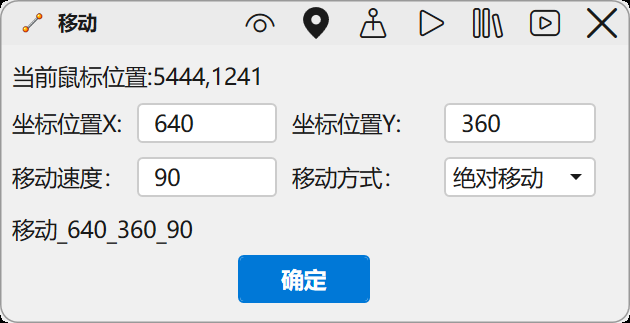 移动
当前鼠标位置:5444,1241
坐标位置X: 640 坐标位置Y: 360
移动速度： 90 移动方式： 绝对移动
移动_640_360_90
确定